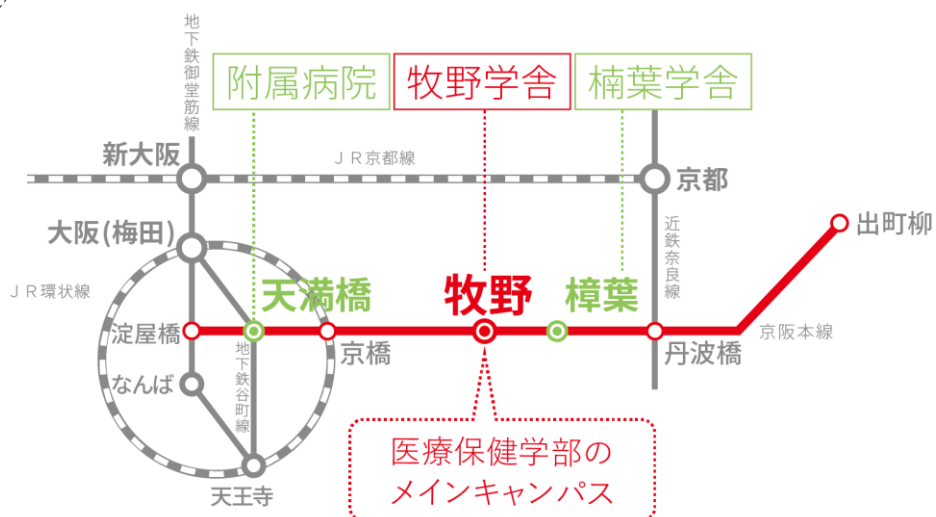 地下鉄御堂筋線
附属病院
牧野学舎
楠葉学舎
新大阪
JR京都線
京都
大阪(梅田)
近鉄奈良線
出町柳
JR環状線
天満橋
牧野
樟葉
淀屋橋
京橋
丹波橋
京阪本線
地下鉄谷町線
なんば
天王寺
医療保健学部の
メインキャンパス